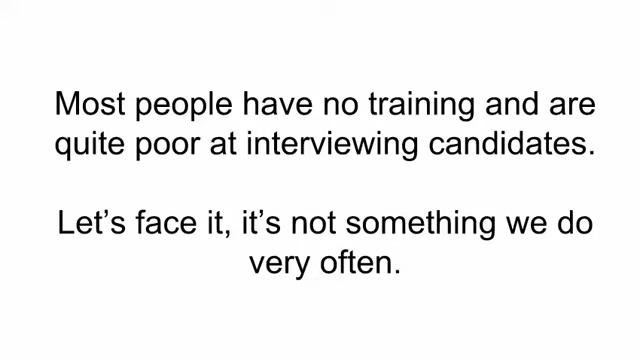 Most people have no training and are
quite poor at interviewing candidates.
Let's face it, it's not something we do
very often.